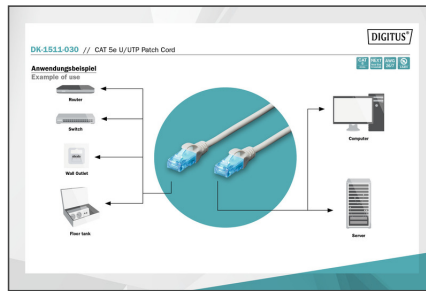 DIGITUS®
DK-1511-030 // CAT 5e U/UTP Patch Cord
Anwendungsbeispiel
Example of use
Router
Switch
Wall Outlet
Floor tank
Computer
Server